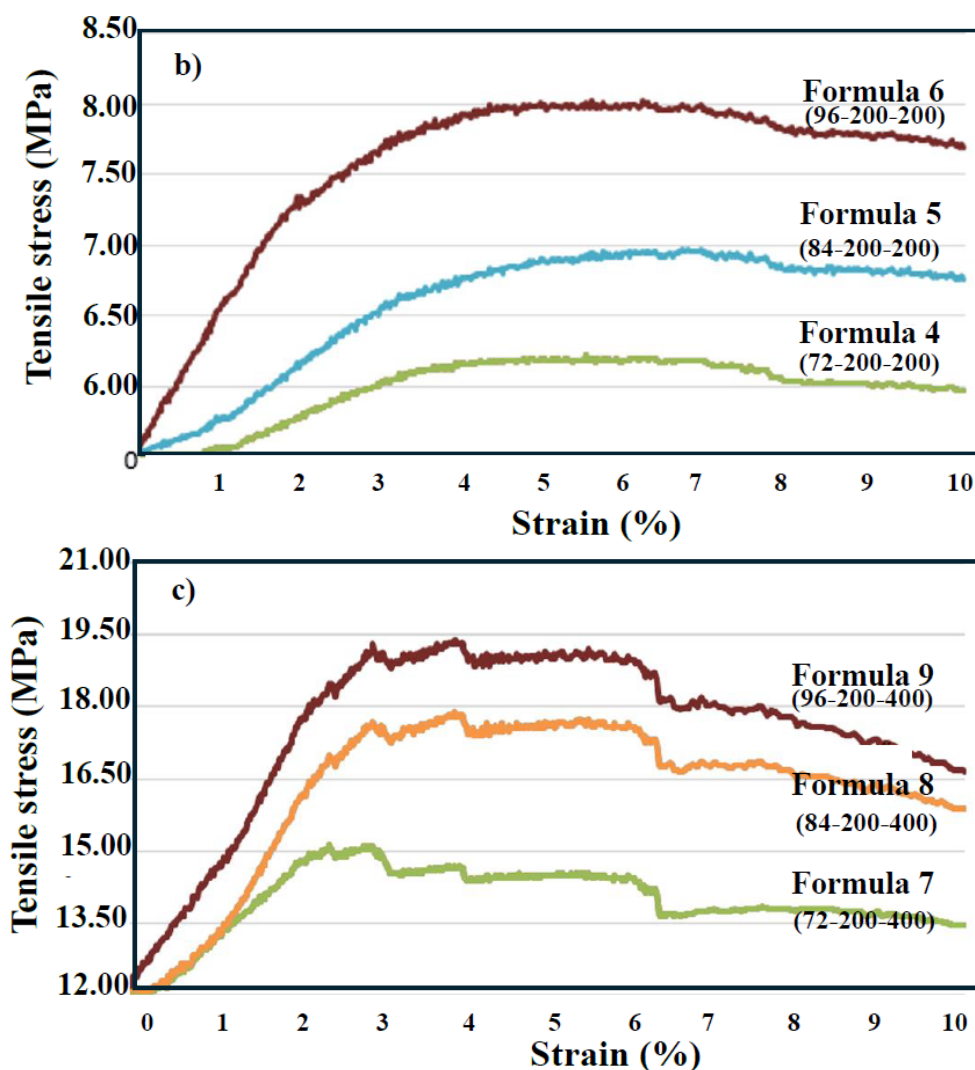 8.50
b)
Formula 6
(96-200-200)
8.00
7.50
Formula 5
(84-200-200)
7.00
6.50
Formula 4
(72-200-200)
6.00
0
Tensile stress (MPa)
1 2 3 4 5 6 7 8 9 10
Strain (%)
21.00
c)
19.50
Formula 9
(96-200-400)
18.00
16.50
Formula 8
(84-200-400)
15.00
Formula 7
(72-200-400)
13.50
12.00
Tensile stress (MPa)
0 1 2 3 4 5 6 7 8 9 10
Strain (%)